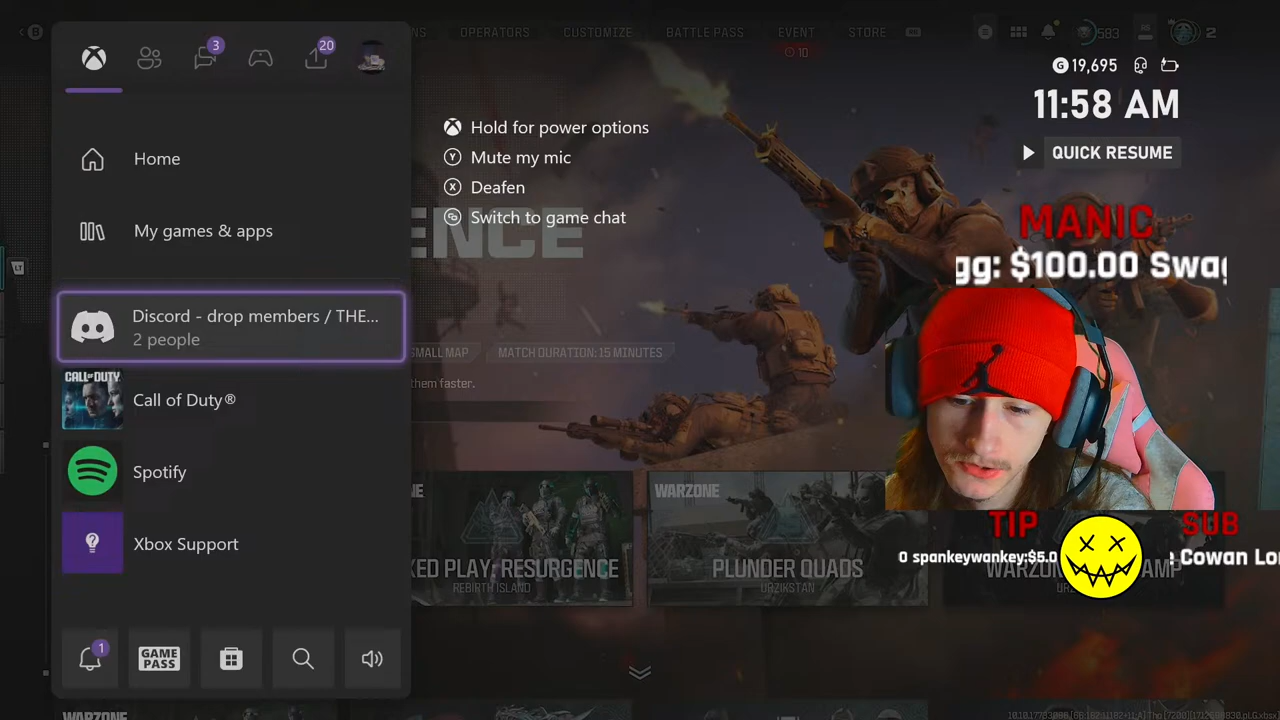 OPERATORS
CUSTOMIZE
BATTLE PASS
EVENT
STORE
10
583
2
3
20
G 19,695
11:58 AM
QUICK RESUME
Home
My games & apps
Discord - drop members / THE...
2 people
CALL OF DUTY
Call of Duty®
Spotify
Xbox Support
1
GAME
PASS
Hold for power options
Y Mute my mic
X Deafen
Switch to game chat
LT
ENCE
SMALL MAP
MATCH DURATION: 15 MINUTES
them faster.
MANIC
gg: $100.00
TIP
SUB
0 spankeywankey:$5.0
Cowan
WARZONE
PLAY: RESURGENCE
REBIRTH ISLAND
PLUNDER QUADS
URZIKSTAN
WARZONE